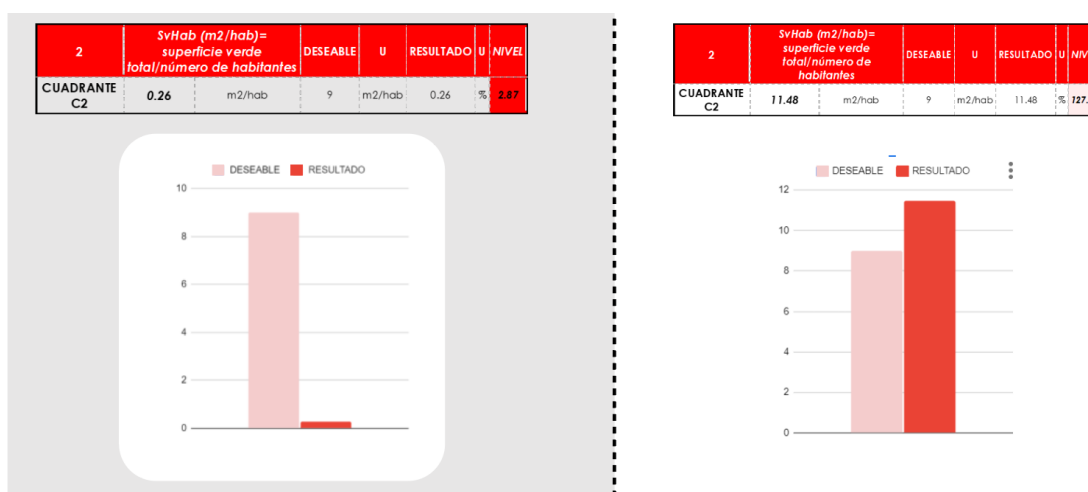 2
SvHab (m2/hab)=
superficie verde
total/número de habitantes
DESEABLE
U
RESULTADO
U
NIVEL
CUADRANTE
C2
0.26
m2/hab
9
m2/hab
0.26
%
2.87
DESEABLE
RESULTADO
10
8
6
4
2
0
2
SvHab (m2/hab)=
superficie verde
total/número de
habitantes
DESEABLE
U
RESULTADO
U
NIV
CUADRANTE
C2
11.48
m2/hab
9
m2/hab
11.48
%
127.
DESEABLE
RESULTADO
12
10
8
6
4
2
0